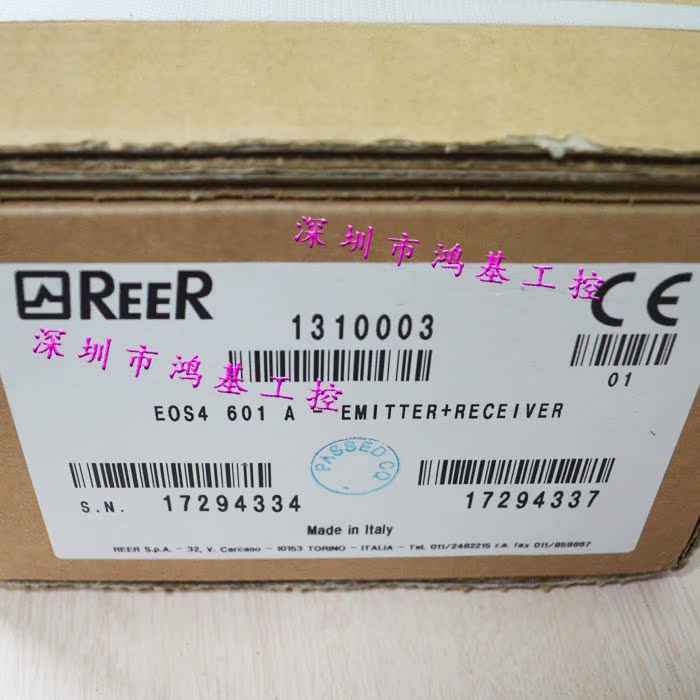 深圳市鸿基工控
REER
CE
1310003
深圳市鸿基工控
01
EOS4 601 A - EMITTER+RECEIVER
PASSED CQ
S.N. 17294334
17294337
Made in Italy
REER S.p.A. - 32, V. Carcano - 10153 TORINO - ITALIA - Tel. 011/2482215 r.a. fax 011/859867